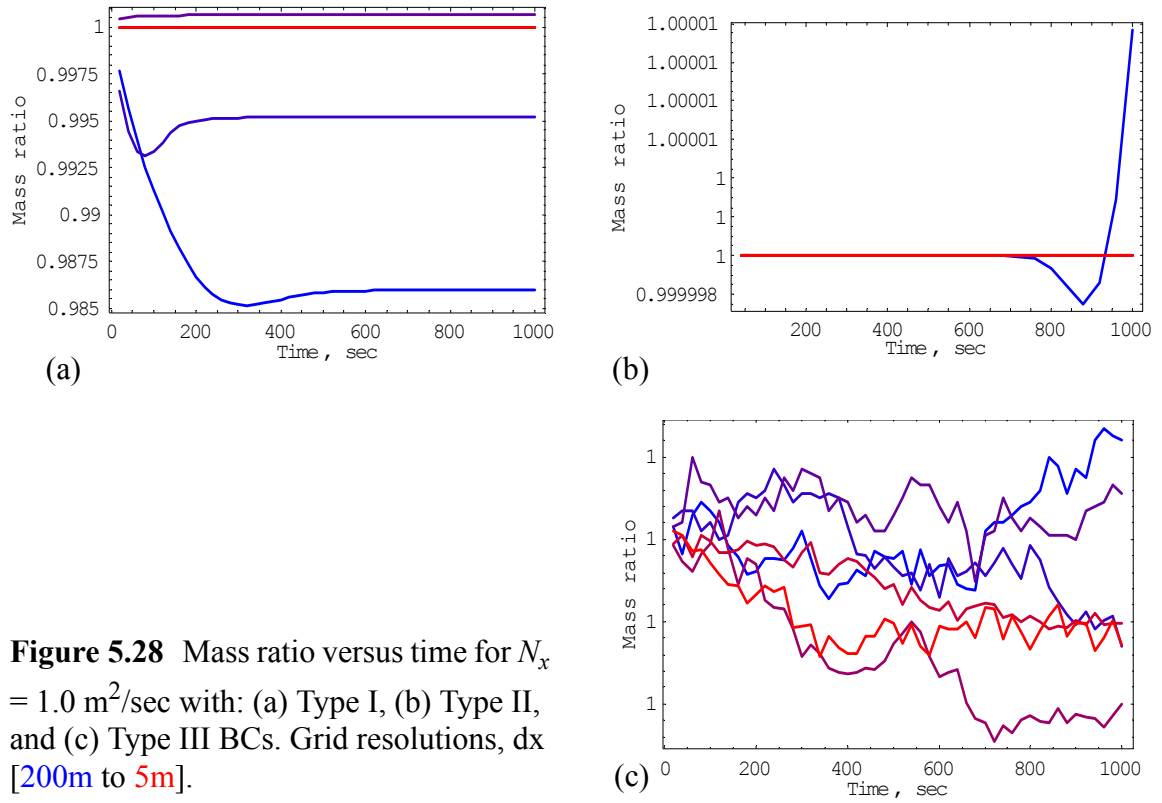 1
0.9975
0.995
0.9925
0.99
0.9875
0.985
Mass ratio
0 200 400 600 800 1000
Time, sec
(a)
1.00001
1.00001
1.00001
1.00001
1
1
1
0.999998
Mass ratio
200 400 600 800 1000
Time, sec
(b)
1
1
1
1
Mass ratio
0 200 400 600 800 1000
Time, sec
(c)
Figure 5.28 Mass ratio versus time for Nx
= 1.0 m²/sec with: (a) Type I, (b) Type II,
and (c) Type III BCs. Grid resolutions, dx
[200m to 5m].